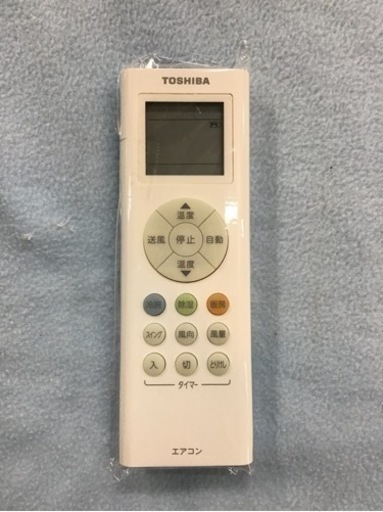 TOSHIBA
温度
送風 停止 自動
温度
冷房 除湿 暖房
スイング 風向 風量
入 切 とりけし
タイマー
エアコン